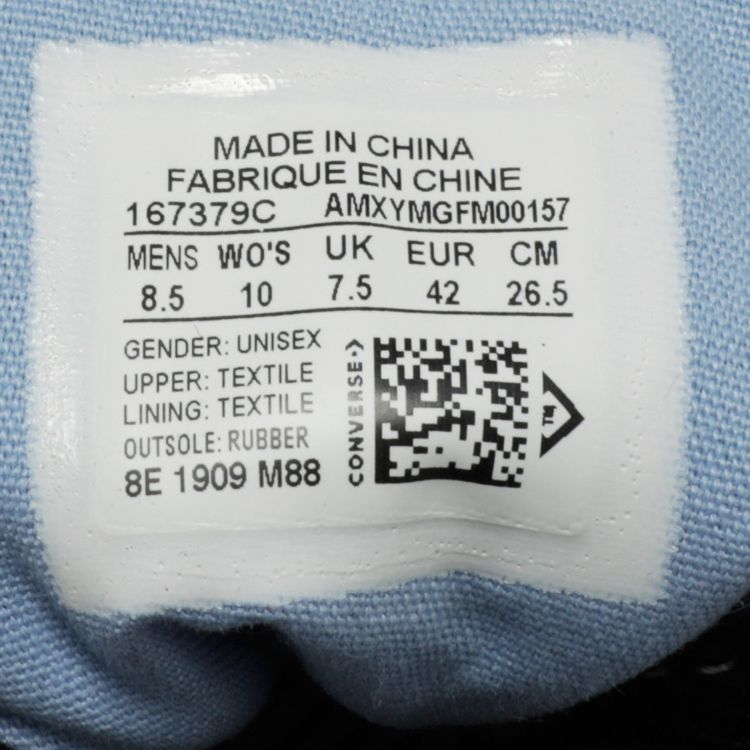 MADE IN CHINA
FABRIQUE EN CHINE
167379C AMXYMGFM00157
MENS WO'S UK EUR CM
8.5 10 7.5 42 26.5
GENDER: UNISEX
UPPER: TEXTILE
LINING: TEXTILE
OUTSOLE: RUBBER
8E 1909 M88
CONVERSE
TM